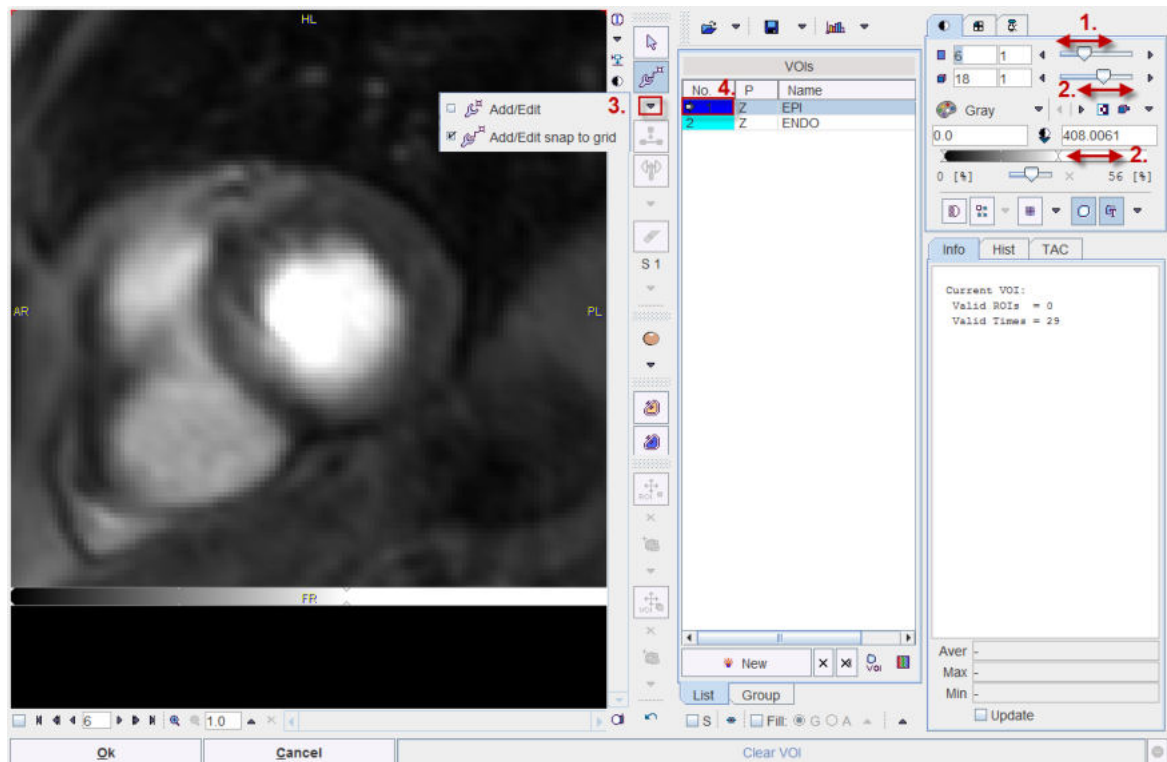 HL
AR
PL
FR
6
1.0
Add/Edit
Add/Edit snap to grid
3.
S 1
ROI
VOI
VOIs
No.
4.
P
Name
Z
EPI
2
Z
ENDO
New
VOI
List
Group
S
Fill:
G
A
1.
6
1
18
1
2.
Gray
0.0
408.0061
2.
0 [%]
56 [%]
Info
Hist
TAC
Current VOI:
Valid ROIs = 0
Valid Times = 29
Aver -
Max -
Min -
Update
Ok
Cancel
Clear VOI